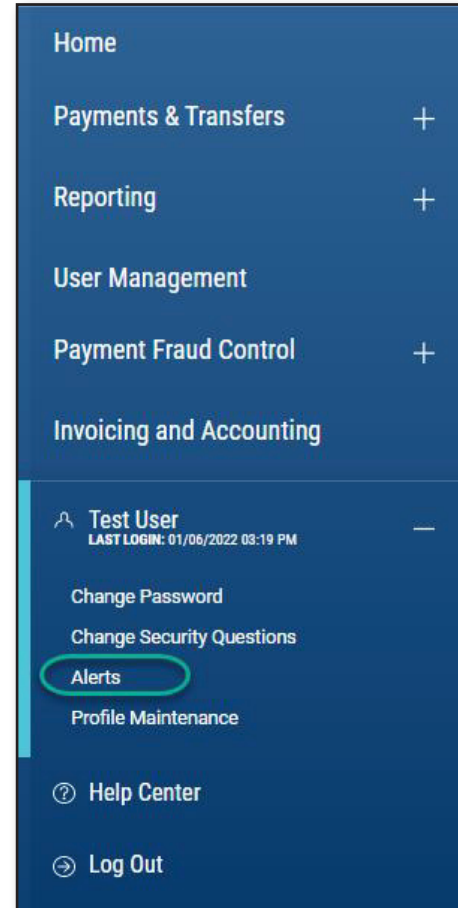 Home
Payments & Transfers
Reporting
User Management
Payment Fraud Control
Invoicing and Accounting
Test User
LAST LOGIN: 01/06/2022 03:19 PM
Change Password
Change Security Questions
Alerts
Profile Maintenance
Help Center
Log Out